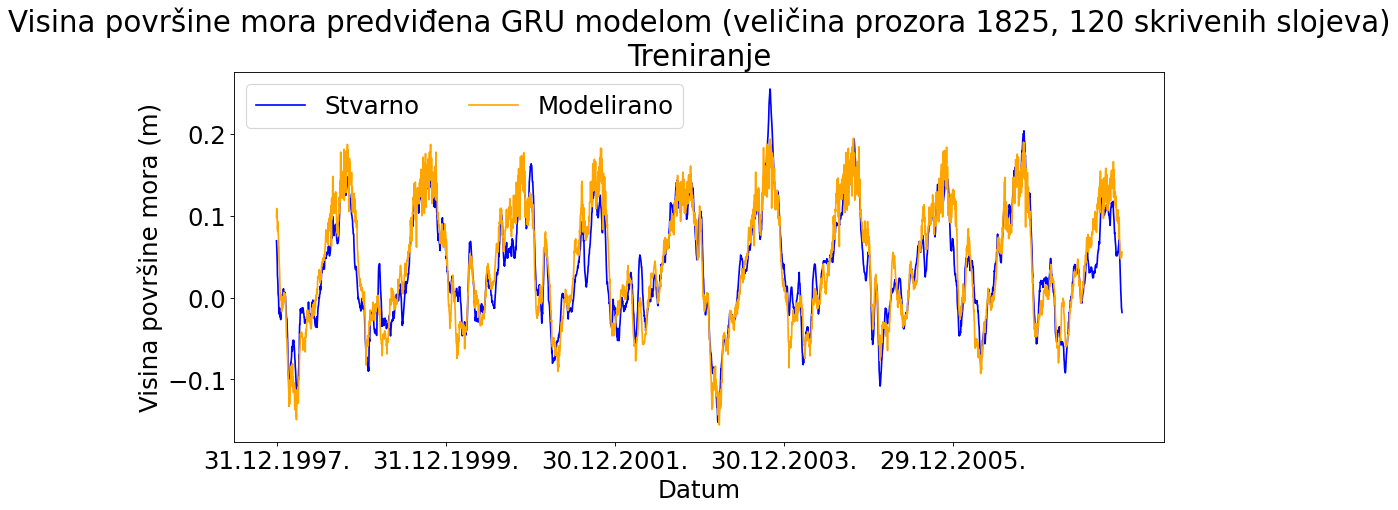 Visina površine mora predviđena GRU modelom (veličina prozora 1825, 120 skrivenih slojeva)
Treniranje
Stvarno
Modelirano
Visina površine mora (m)
0.2
0.1
0.0
−0.1
31.12.1997.
31.12.1999.
30.12.2001.
30.12.2003.
29.12.2005.
Datum